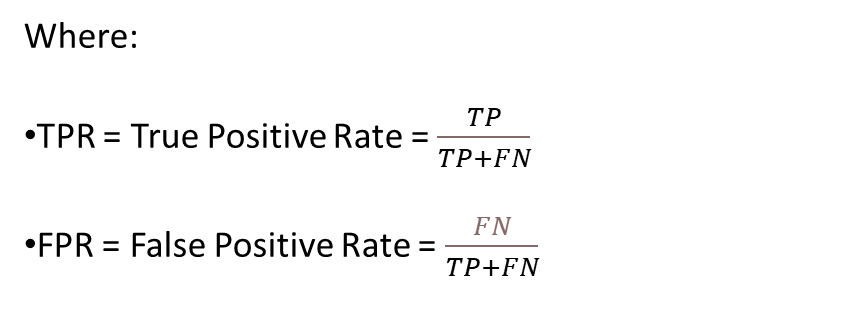 Where:
•TPR = True Positive Rate = TP/TP+FN
•FPR = False Positive Rate = FN/TP+FN